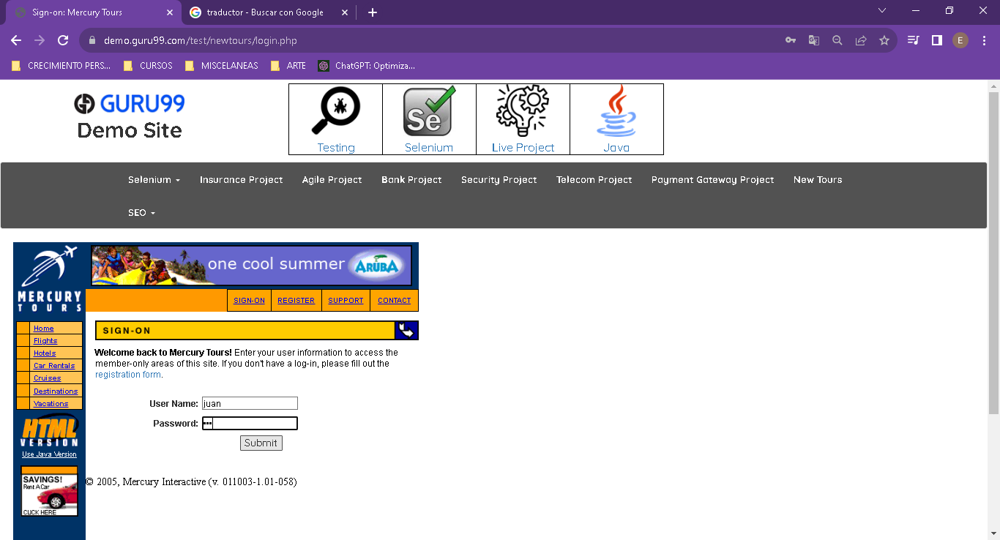 Sign-on: Mercury Tours
traductor - Buscar con Google
demo.guru99.com/test/newtours/login.php
E
CRECIMIENTO PERS...
CURSOS
MISCELANEAS
ARTE
ChatGPT: Optimiza...
GURU99
Demo Site
Se
Testing
Selenium
Live Project
Java
Selenium
Insurance Project
Agile Project
Bank Project
Security Project
Telecom Project
Payment Gateway Project
New Tours
SEO
MERCURY
TOURS
one cool summer
ARUBA
SIGN-ON
REGISTER
SUPPORT
CONTACT
Home
Flights
Hotels
Car Rentals
Cruises
Destinations
Vacations
HTML
VERSION
Use Java Version
SAVINGS!
Rent A Car
CLICK HERE
SIGN-ON
Welcome back to Mercury Tours! Enter your user information to access the
member-only areas of this site. If you don't have a log-in, please fill out the
registration form.
User Name: juan
Password: •••
Submit
© 2005, Mercury Interactive (v. 011003-1.01-058)